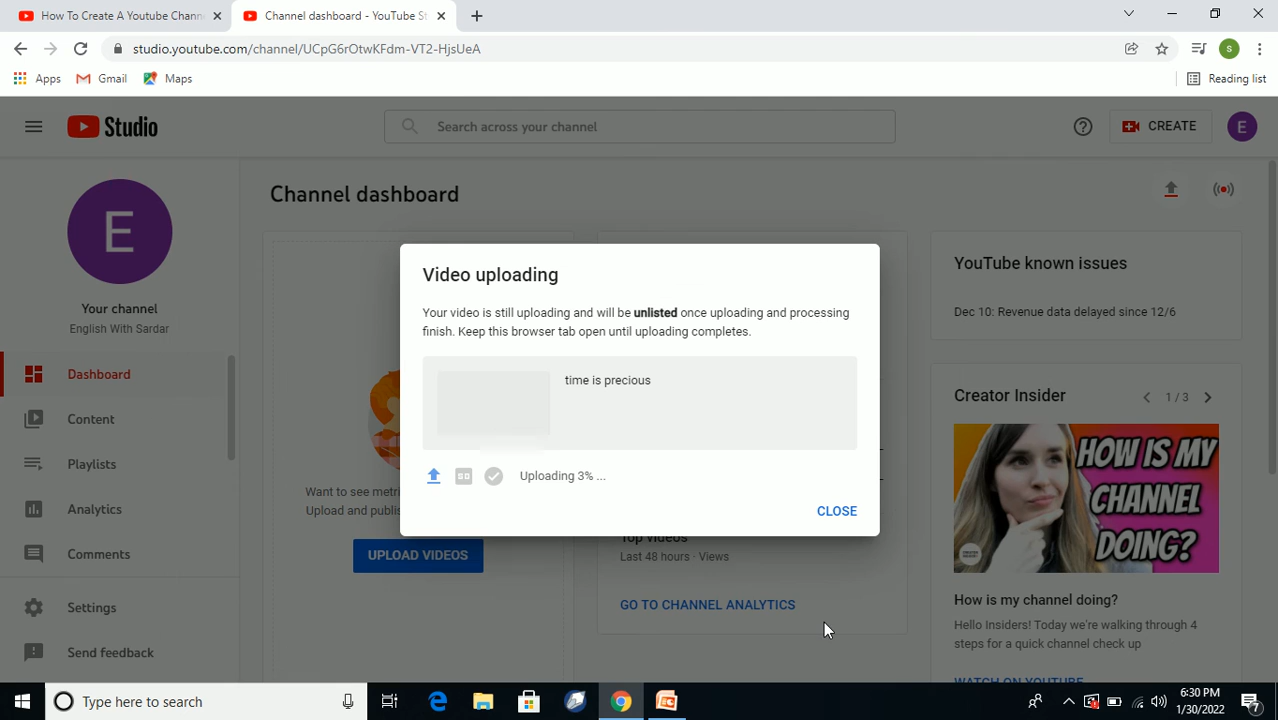 How To Create A Youtube Chann
Channel dashboard - YouTube St
studio.youtube.com/channel/UCpG6rOtwKFdm-VT2-HjsUeA
S
Apps Gmail Maps
Reading list
Studio
Search across your channel
CREATE
E
E
Channel dashboard
Your channel
English With Sardar
Dashboard
Content
Playlists
Analytics
Comments
Settings
Send feedback
Want to see metri
Upload and publis
UPLOAD VIDEOS
Video uploading
Your video is still uploading and will be unlisted once uploading and processing
finish. Keep this browser tab open until uploading completes.
time is precious
Uploading 3% ...
CLOSE
Top videos
Last 48 hours · Views
GO TO CHANNEL ANALYTICS
YouTube known issues
Dec 10: Revenue data delayed since 12/6
Creator Insider
1 / 3
HOW IS MY
CHANNEL
DOING?
How is my channel doing?
Hello Insiders! Today we're walking through 4
steps for a quick channel check up
WATCH ON YOUTUBE
Type here to search
6:30 PM
1/30/2022
7